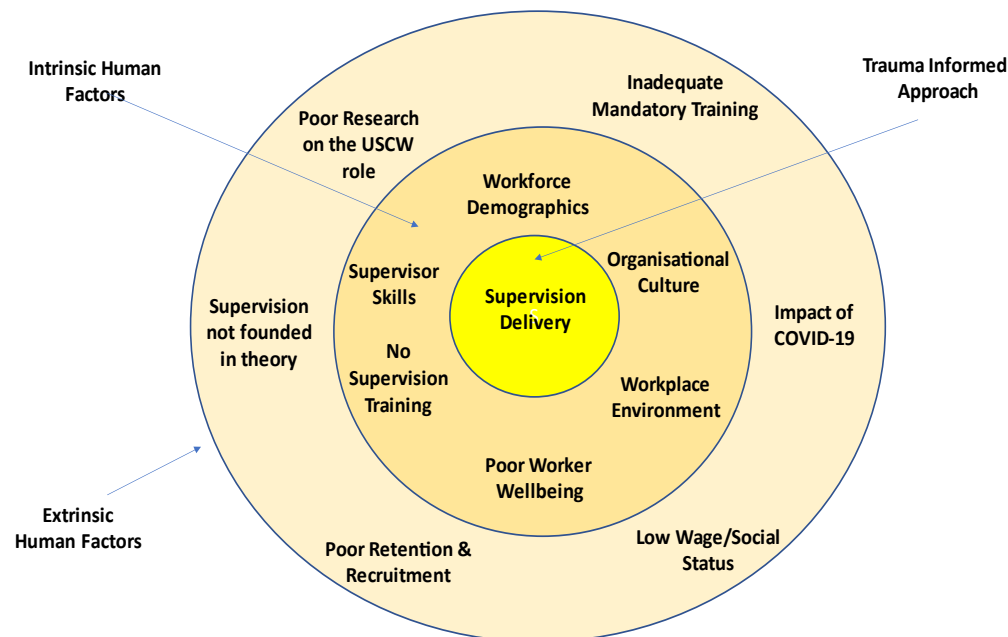 Intrinsic Human
Factors
Trauma Informed
Approach
Inadequate
Mandatory Training
Poor Research
on the USCW
role
Workforce
Demographics
Organisational
Culture
Supervisor
Skills
Supervision
Delivery
Supervision
not founded
in theory
Impact of
COVID-19
No
Supervision
Training
Workplace
Environment
Poor Worker
Wellbeing
Extrinsic
Human Factors
Poor Retention &
Recruitment
Low Wage/Social
Status